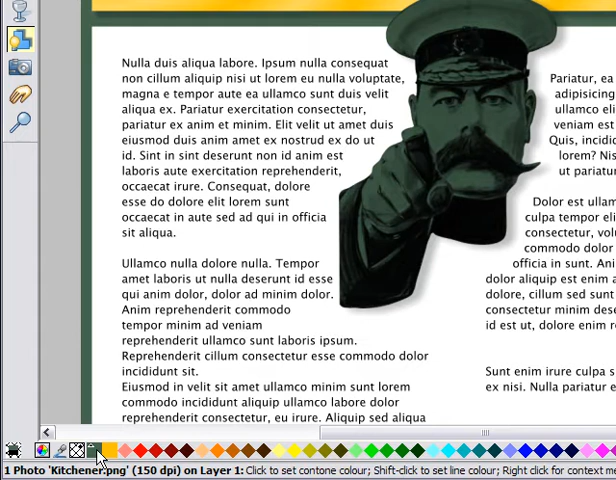 Nulla duis aliqua labore. Ipsum nulla consequat
non cillum aliquip nisi ut lorem eu nulla voluptate,
magna e tempor aute ea ullamco sunt duis velit
aliqua ex. Pariatur exercitation consectetur,
pariatur ex anim et minim. Elit velit ut amet duis
eiusmod duis anim amet ex nostrud ex do ut
id. Sint in sint deserunt non id anim est
laboris aute exercitation reprehenderit,
occaecat irure. Consequat, dolore
esse do dolore elit lorem sunt
occaecat in aute sed ad qui in officia
sit aliqua.
Ullamco nulla dolore nulla. Tempor
amet laboris ut nulla deserunt id esse
qui anim dolor, dolor ad minim dolor.
Anim reprehenderit commodo
tempor minim ad veniam
reprehenderit ullamco sunt laboris ipsum.
Reprehenderit cillum consectetur esse commodo dolor
incididunt sit.
Eiusmod in velit sit amet ullamco minim sunt lorem
commodo incididunt aliquip ullamco labore dolor
reprehenderit consectetur, eu irure. Aliquip sed aliqua
Pariatur, ea
adipisicing
ullamco eli
veniam est
Quis, incidid
lorem? Nis
ut pariatur
Dolor est ullam
culpa tempor eli
consectetur, volu
commodo dolor
officia in sunt. Ani
dolor aliquip est enim a
dolore, cillum sed sunt
consectetur minim dese
id est ut, dolore enim r
Sunt enim irure culpa s
ex nisi. Nulla pariatur e
1 Photo 'Kitchener.png' (150 dpi) on Layer 1: Click to set contone colour; Shift-click to set line colour; Right click for context me